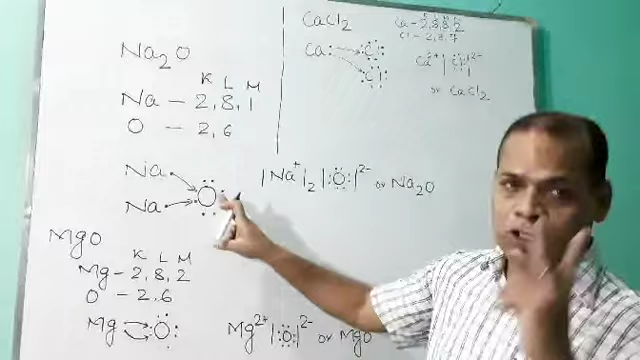 Na₂O
K L M
Na – 2,8,1
O – 2,6
Na
Na
O
|Na⁺|₂ |:O:|²⁻ or Na₂O
MgO
K L M
Mg – 2,8,2
O – 2,6
Mg O
Mg²⁺ |:O:|²⁻ or MgO
CaCl₂
Ca – 2,8,8,2
Cl – 2,8,7
Ca: Cl
Cl
or CaCl₂